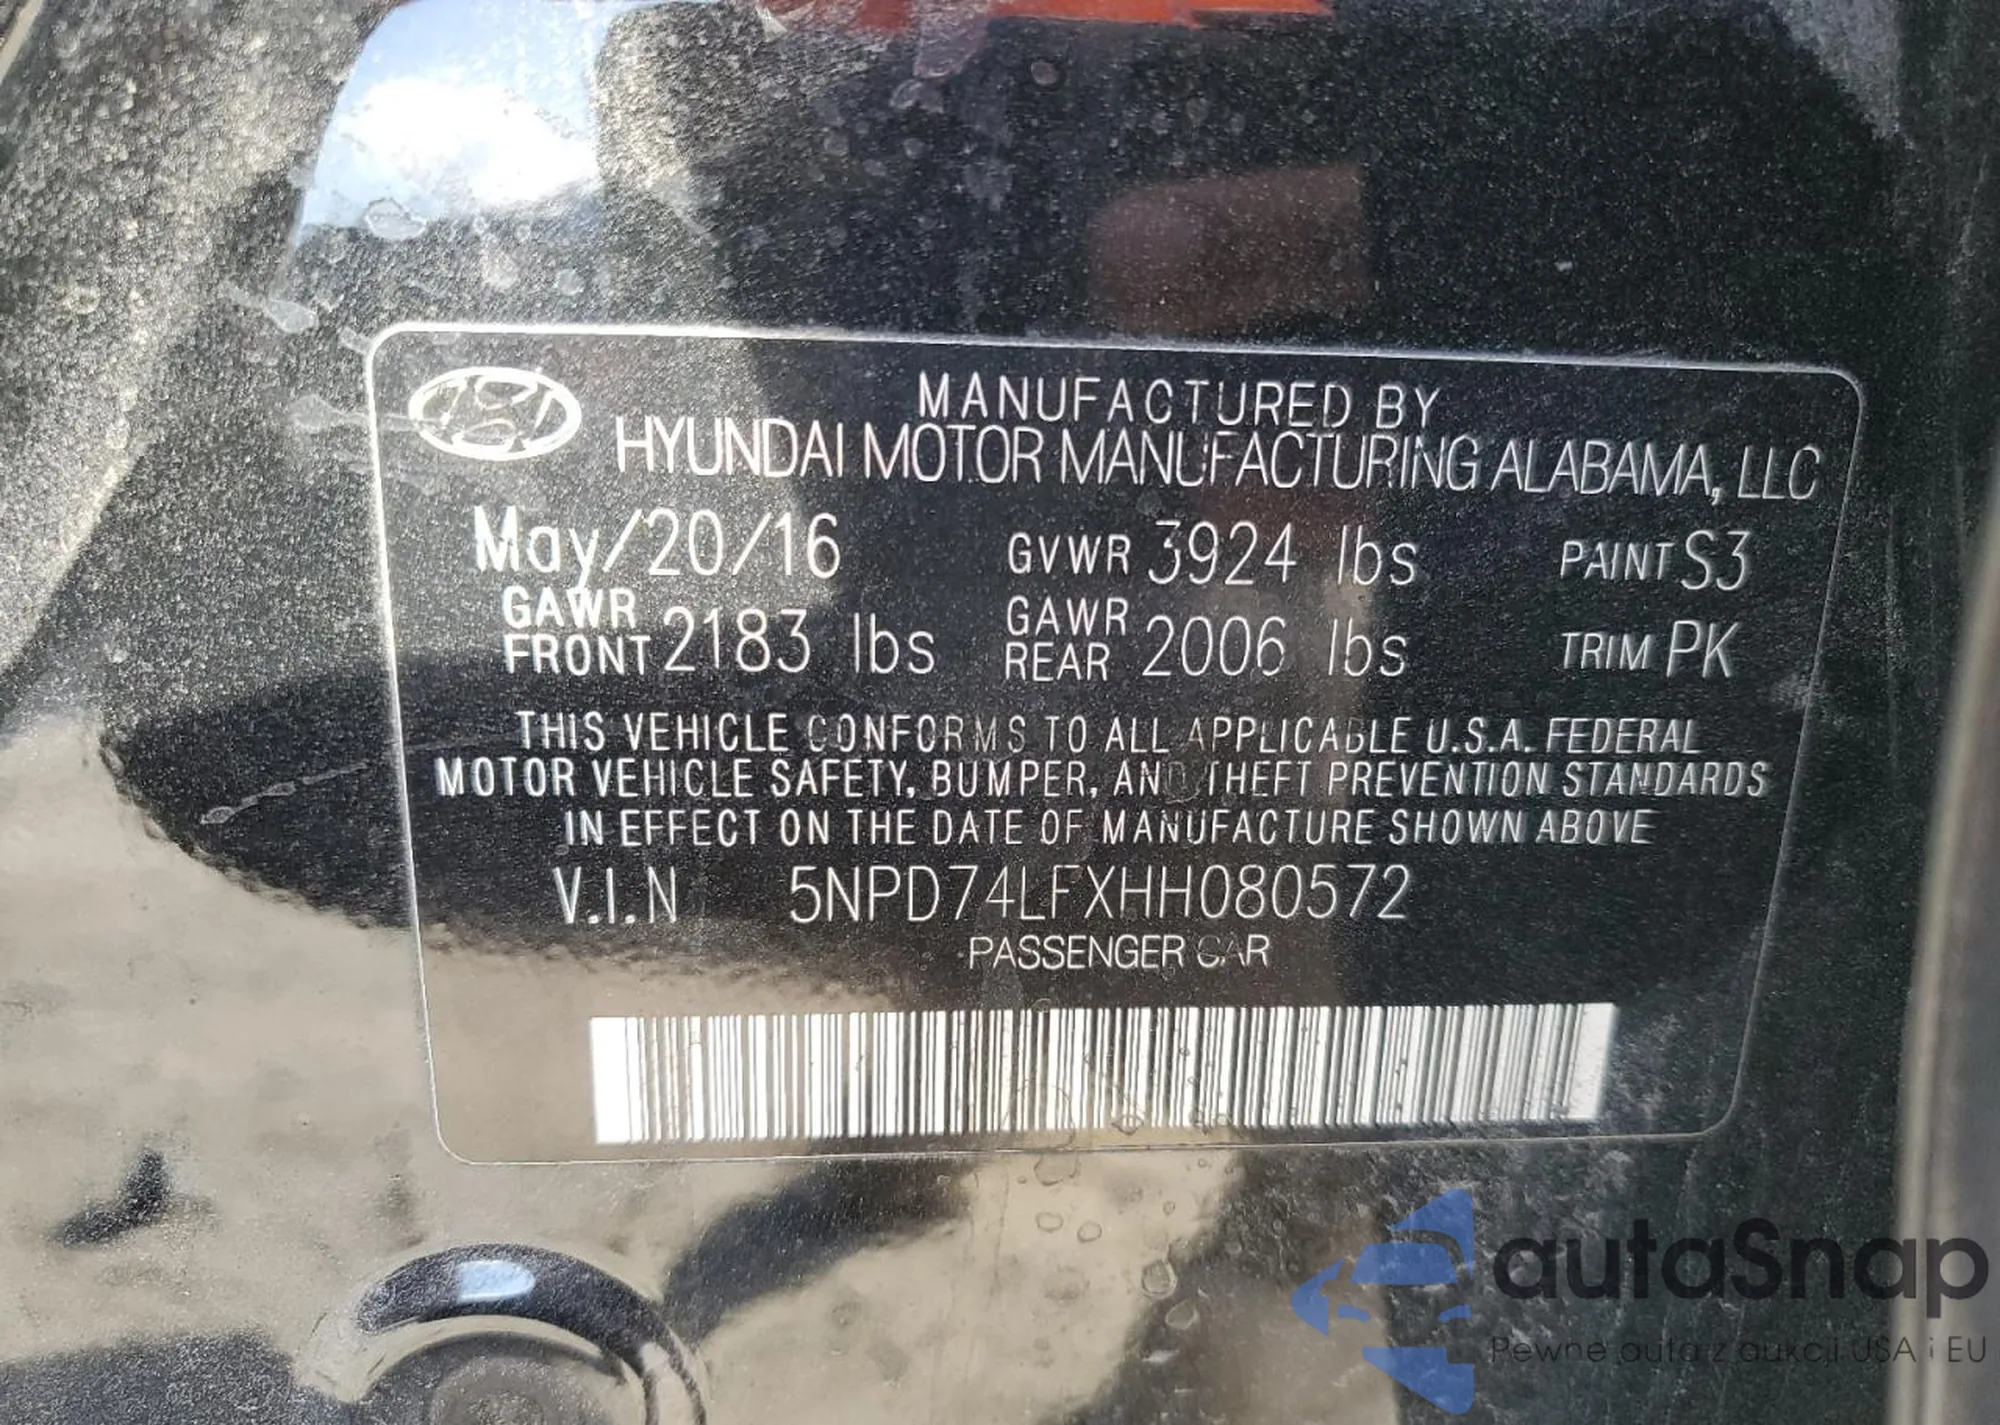 MANUFACTURED BY
HYUNDAI MOTOR MANUFACTURING ALABAMA, LLC
May/20/16 GVWR 3924 lbs PAINT S3
GAWR FRONT 2183 lbs GAWR REAR 2006 lbs TRIM PK
THIS VEHICLE CONFORMS TO ALL APPLICABLE U.S.A. FEDERAL
MOTOR VEHICLE SAFETY, BUMPER, AND THEFT PREVENTION STANDARDS
IN EFFECT ON THE DATE OF MANUFACTURE SHOWN ABOVE
V.I.N 5NPD74LFXHH080572
PASSENGER CAR
autaSnap
Pewne auta z aukcji USA i EU